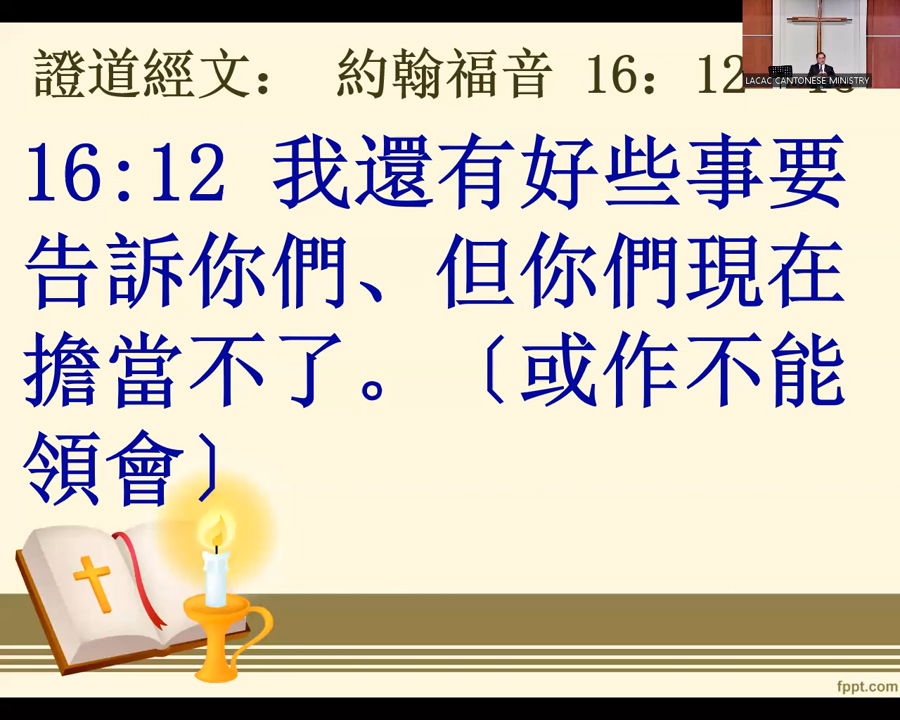 證道經文： 約翰福音 16：12
LACAC CANTONESE MINISTRY
16:12 我還有好些事要
告訴你們、但你們現在
擔當不了。〔或作不能
領會〕
fppt.com